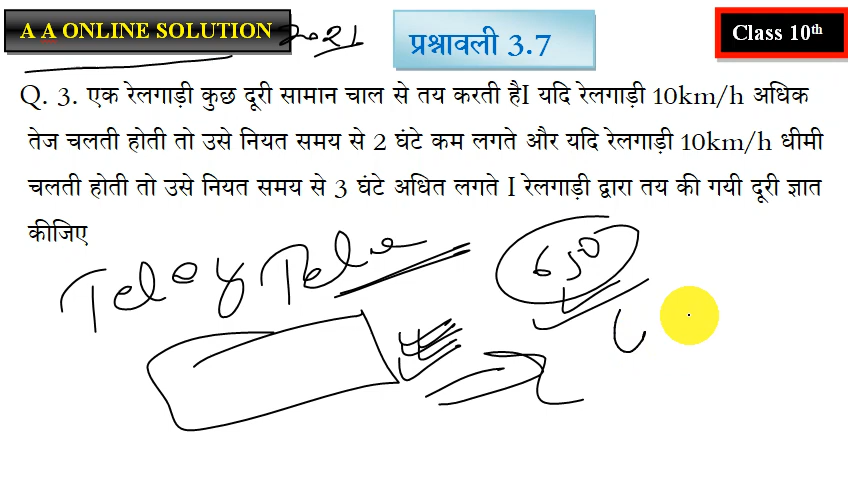 A A ONLINE SOLUTION
2021
प्रश्नावली 3.7
Class 10th
Q. 3. एक रेलगाड़ी कुछ दूरी सामान चाल से तय करती हैI यदि रेलगाड़ी 10km/h अधिक
तेज चलती होती तो उसे नियत समय से 2 घंटे कम लगते और यदि रेलगाड़ी 10km/h धीमी
चलती होती तो उसे नियत समय से 3 घंटे अधित लगते I रेलगाड़ी द्वारा तय की गयी दूरी ज्ञात
कीजिए
650